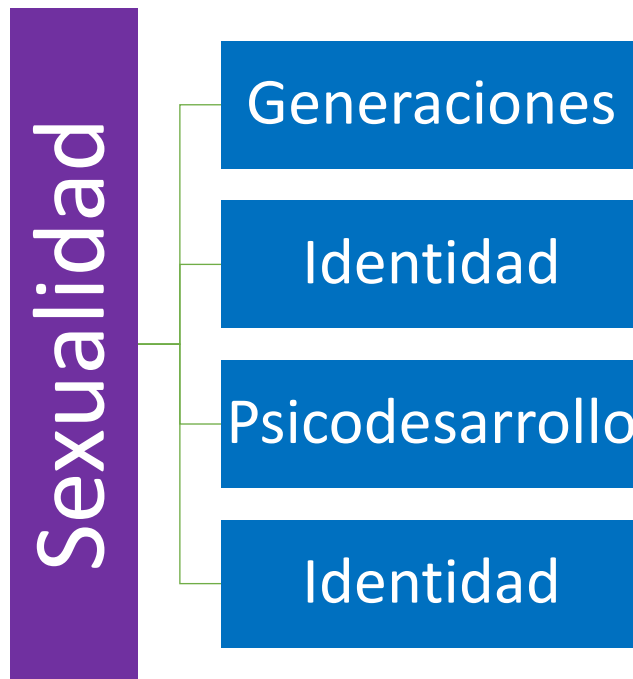 Sexualidad
Generaciones
Identidad
Psicodesarrollo
Identidad